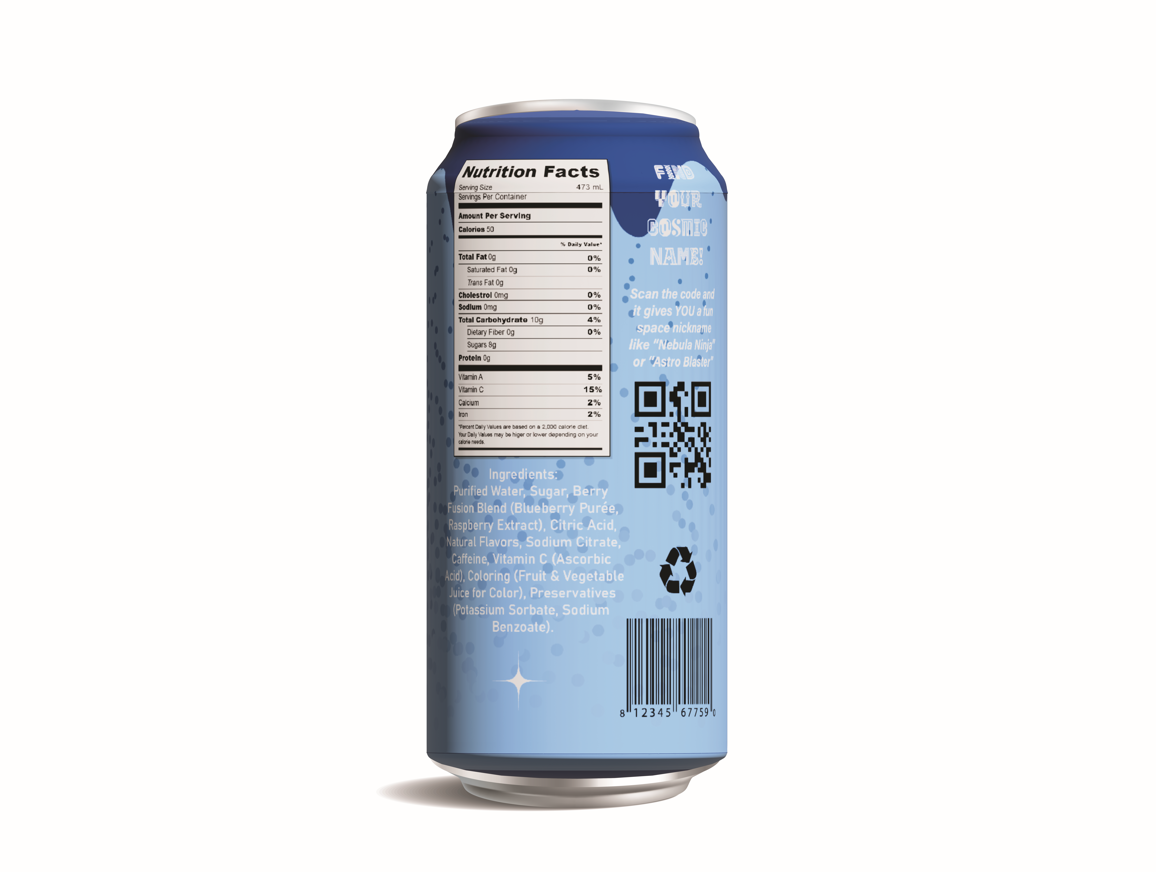 Nutrition Facts
Serving Size 473 mL
Servings Per Container
Amount Per Serving
Calories 50
% Daily Value*
Total Fat 0g 0%
Saturated Fat 0g 0%
Trans Fat 0g
Cholestrol 0mg 0%
Sodium 0mg 0%
Total Carbohydrate 10g 4%
Dietary Fiber 0g 0%
Sugars 8g
Protein 0g
Vitamin A 5%
Vitamin C 15%
Calcium 2%
Iron 2%
*Percent Daily Values are based on a 2,000 calorie diet.
Your Daily Values may be higer or lower depending on your
calorie needs.
Ingredients:
Purified Water, Sugar, Berry
Fusion Blend (Blueberry Purée,
Raspberry Extract), Citric Acid,
Natural Flavors, Sodium Citrate,
Caffeine, Vitamin C (Ascorbic
Acid), Coloring (Fruit & Vegetable
Juice for Color), Preservatives
(Potassium Sorbate, Sodium
Benzoate).
FIND
YOUR
COSMIC
NAME!
Scan the code and
it gives YOU a fun
space nickname
like "Nebula Ninja"
or "Astro Blaster"
8 12345 67759 0